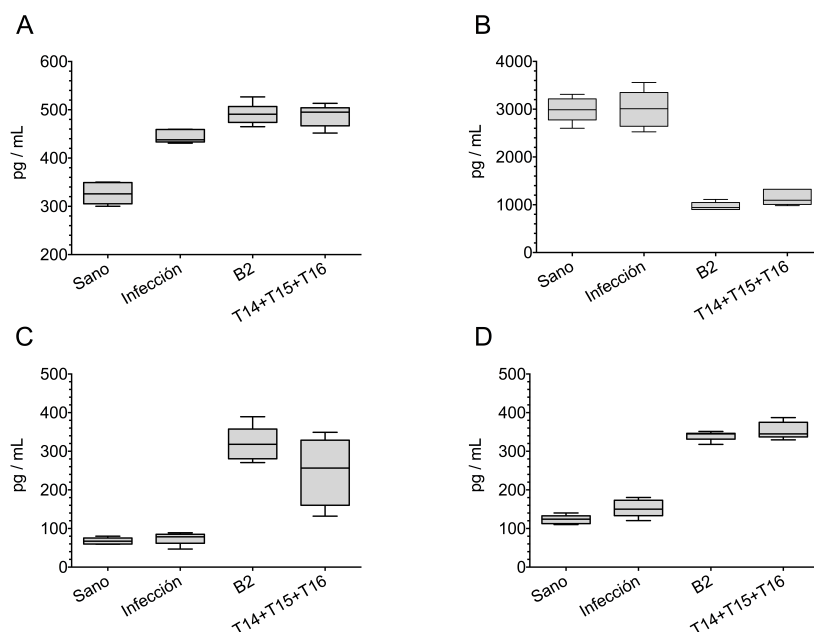 A
600
500
400
300
200
pg / mL
Sano
Infección
B2
T14+T15+T16
B
4000
3000
2000
1000
0
pg / mL
Sano
Infección
B2
T14+T15+T16
C
500
400
300
200
100
0
pg / mL
Sano
Infección
B2
T14+T15+T16
D
500
400
300
200
100
0
pg / mL
Sano
Infección
B2
T14+T15+T16